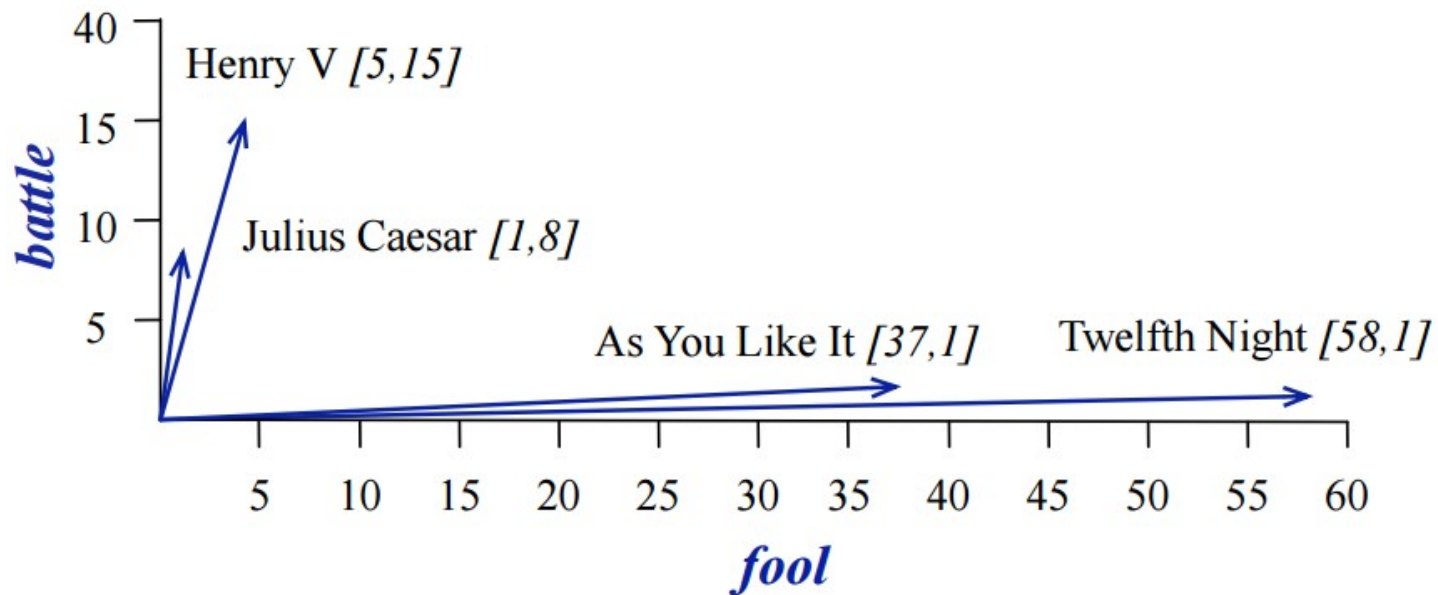 40
Henry V [5,15]
15
battle
10
Julius Caesar [1,8]
5
As You Like It [37,1]
Twelfth Night [58,1]
5 10 15 20 25 30 35 40 45 50 55 60
fool